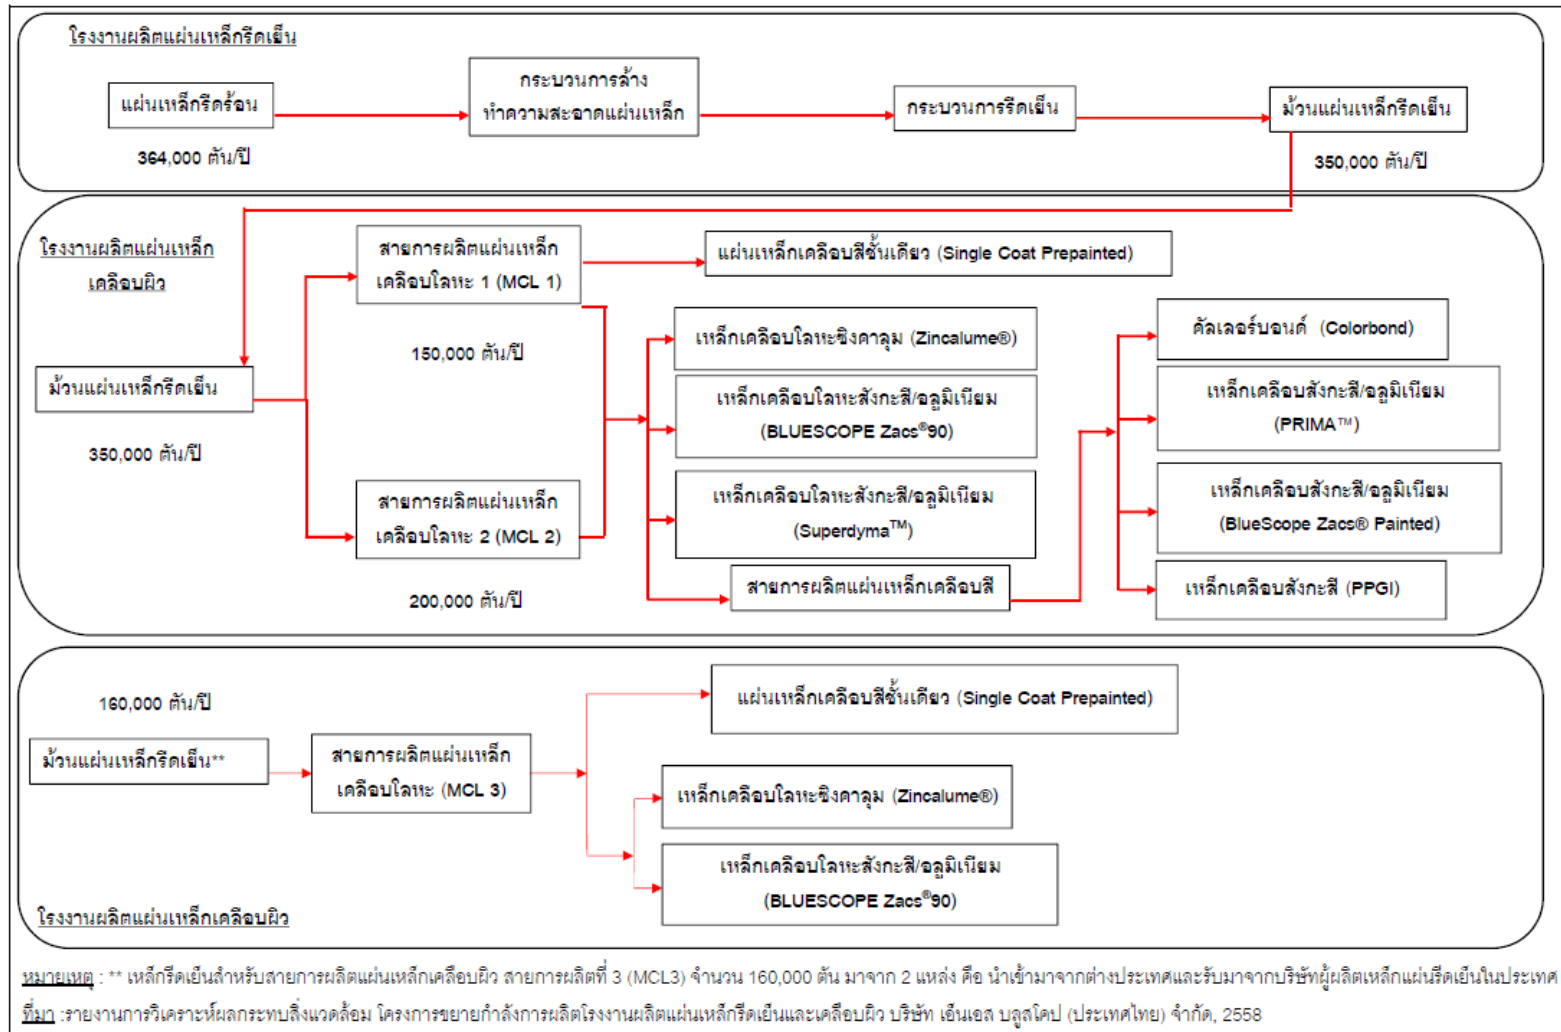 โรงงานผลิตแผ่นเหล็กรีดเย็น
แผ่นเหล็กรีดร้อน
กระบวนการล้าง
ทำความสะอาดแผ่นเหล็ก
กระบวนการรีดเย็น
ม้วนแผ่นเหล็กรีดเย็น
364,000 ตัน/ปี
350,000 ตัน/ปี
โรงงานผลิตแผ่นเหล็ก
เคลือบผิว
สายการผลิตแผ่นเหล็ก
เคลือบโลหะ 1 (MCL 1)
150,000 ตัน/ปี
แผ่นเหล็กเคลือบสีชั้นเดียว (Single Coat Prepainted)
ม้วนแผ่นเหล็กรีดเย็น
350,000 ตัน/ปี
สายการผลิตแผ่นเหล็ก
เคลือบโลหะ 2 (MCL 2)
200,000 ตัน/ปี
เหล็กเคลือบโลหะซิงคาลุม (Zincalume®)
เหล็กเคลือบโลหะสังกะสี/อลูมิเนียม
(BLUESCOPE Zacs®90)
เหล็กเคลือบโลหะสังกะสี/อลูมิเนียม
(Superdyma™)
สายการผลิตแผ่นเหล็กเคลือบสี
คัลเลอร์บอนด์ (Colorbond)
เหล็กเคลือบสังกะสี/อลูมิเนียม
(PRIMA™)
เหล็กเคลือบสังกะสี/อลูมิเนียม
(BlueScope Zacs® Painted)
เหล็กเคลือบสังกะสี (PPGI)
160,000 ตัน/ปี
ม้วนแผ่นเหล็กรีดเย็น**
สายการผลิตแผ่นเหล็ก
เคลือบโลหะ (MCL 3)
แผ่นเหล็กเคลือบสีชั้นเดียว (Single Coat Prepainted)
เหล็กเคลือบโลหะซิงคาลุม (Zincalume®)
เหล็กเคลือบโลหะสังกะสี/อลูมิเนียม
(BLUESCOPE Zacs®90)
โรงงานผลิตแผ่นเหล็กเคลือบผิว
หมายเหตุ : ** เหล็กรีดเย็นสำหรับสายการผลิตแผ่นเหล็กเคลือบผิว สายการผลิตที่ 3 (MCL3) จำนวน 160,000 ตัน มาจาก 2 แหล่ง คือ นำเข้ามาจากต่างประเทศและรับมาจากบริษัทผู้ผลิตเหล็กแผ่นรีดเย็นในประเทศ
ที่มา :รายงานการวิเคราะห์ผลกระทบสิ่งแวดล้อม โครงการขยายกำลังการผลิตโรงงานผลิตแผ่นเหล็กรีดเย็นและเคลือบผิว บริษัท เอ็นเอส บลูสโคป (ประเทศไทย) จำกัด, 2558